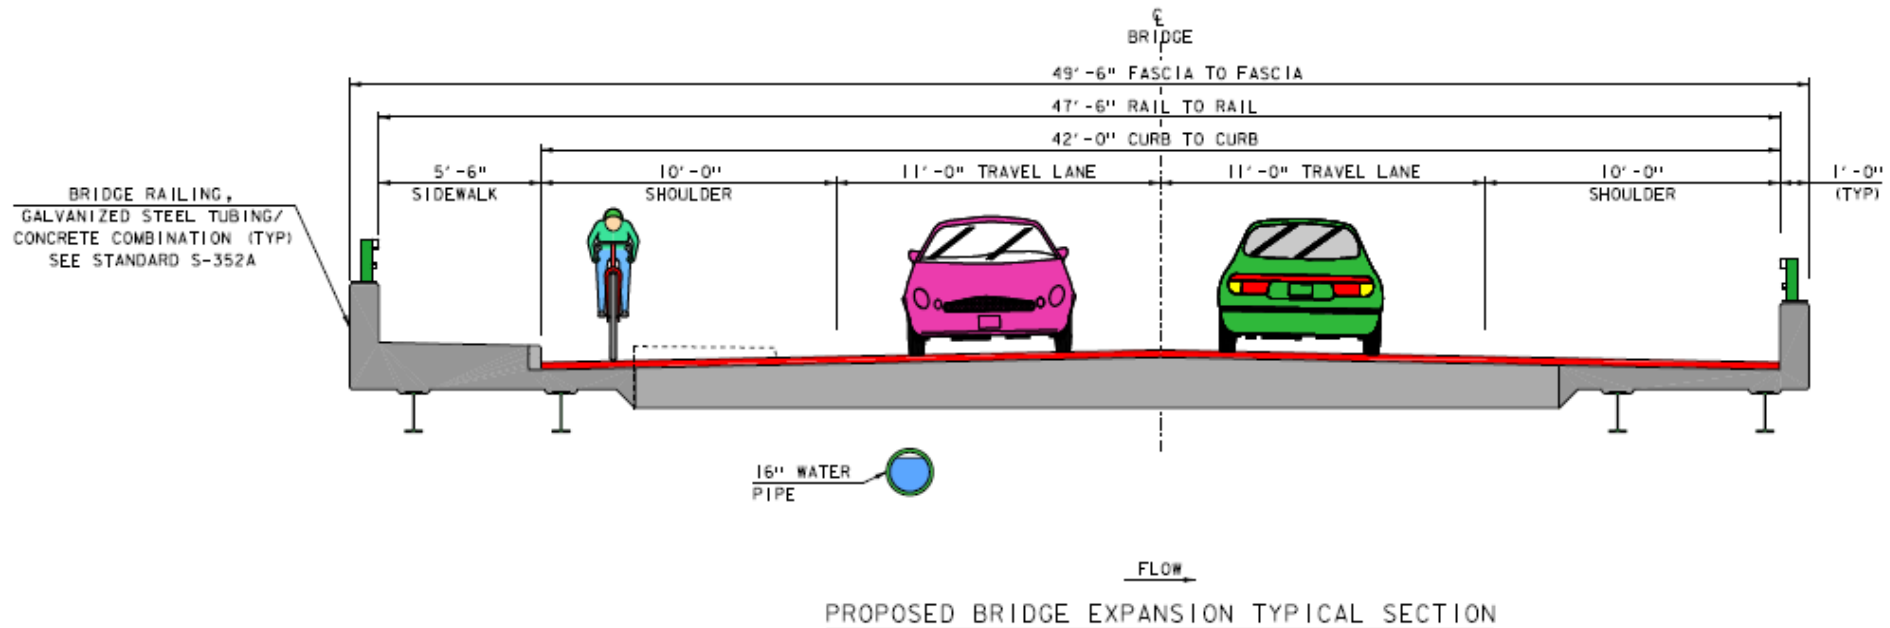 ℄
BRIDGE
49'-6" FASCIA TO FASCIA
47'-6" RAIL TO RAIL
42'-0" CURB TO CURB
5'-6"
SIDEWALK
10'-0"
SHOULDER
11'-0" TRAVEL LANE
11'-0" TRAVEL LANE
10'-0"
SHOULDER
1'-0"
(TYP)
BRIDGE RAILING,
GALVANIZED STEEL TUBING/
CONCRETE COMBINATION (TYP)
SEE STANDARD S-352A
16" WATER
PIPE
FLOW
PROPOSED BRIDGE EXPANSION TYPICAL SECTION